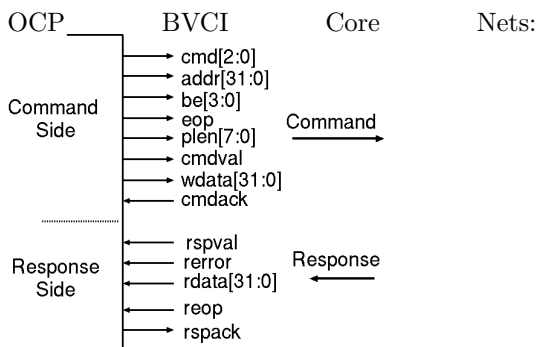 OCP BVCI Core Nets:
cmd[2:0]
addr[31:0]
be[3:0]
eop
plen[7:0]
cmdval
wdata[31:0]
cmdack
Command
Side
Command
rspval
rerror
rdata[31:0]
reop
rspack
Response
Side
Response